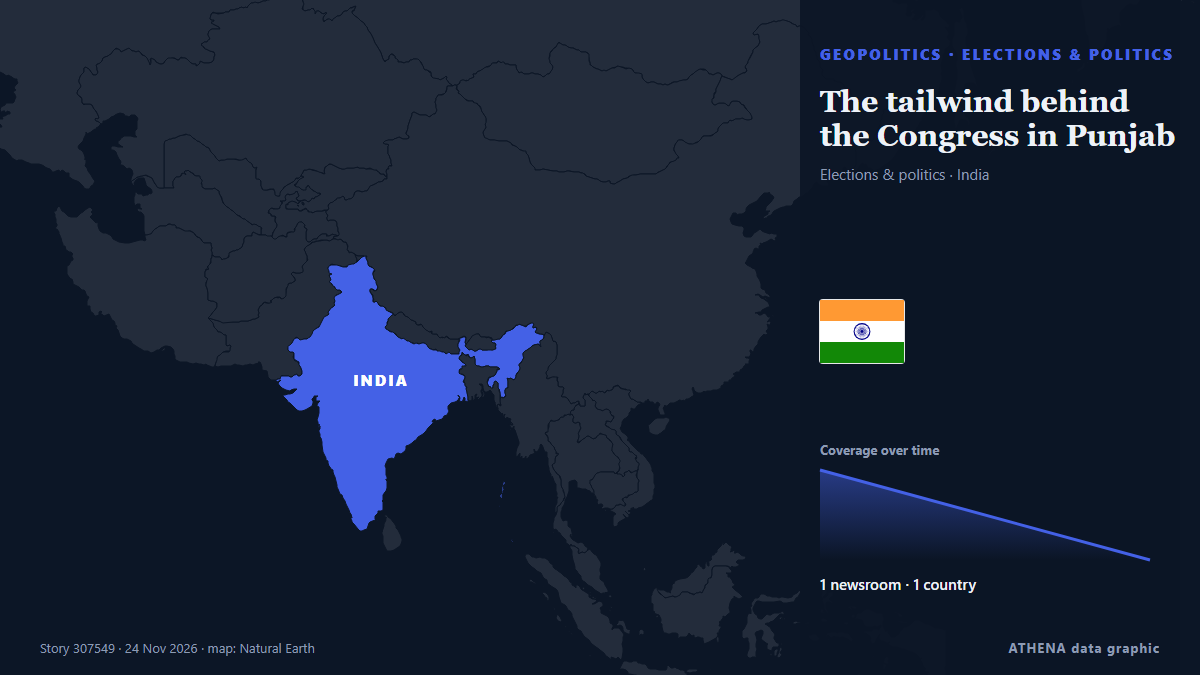 GEOPOLITICS · ELECTIONS & POLITICS
The tailwind behind
the Congress in Punjab
Elections & politics · India
INDIA
Coverage over time
1 newsroom · 1 country
Story 307549 · 24 Nov 2026 · map: Natural Earth
ATHENA data graphic